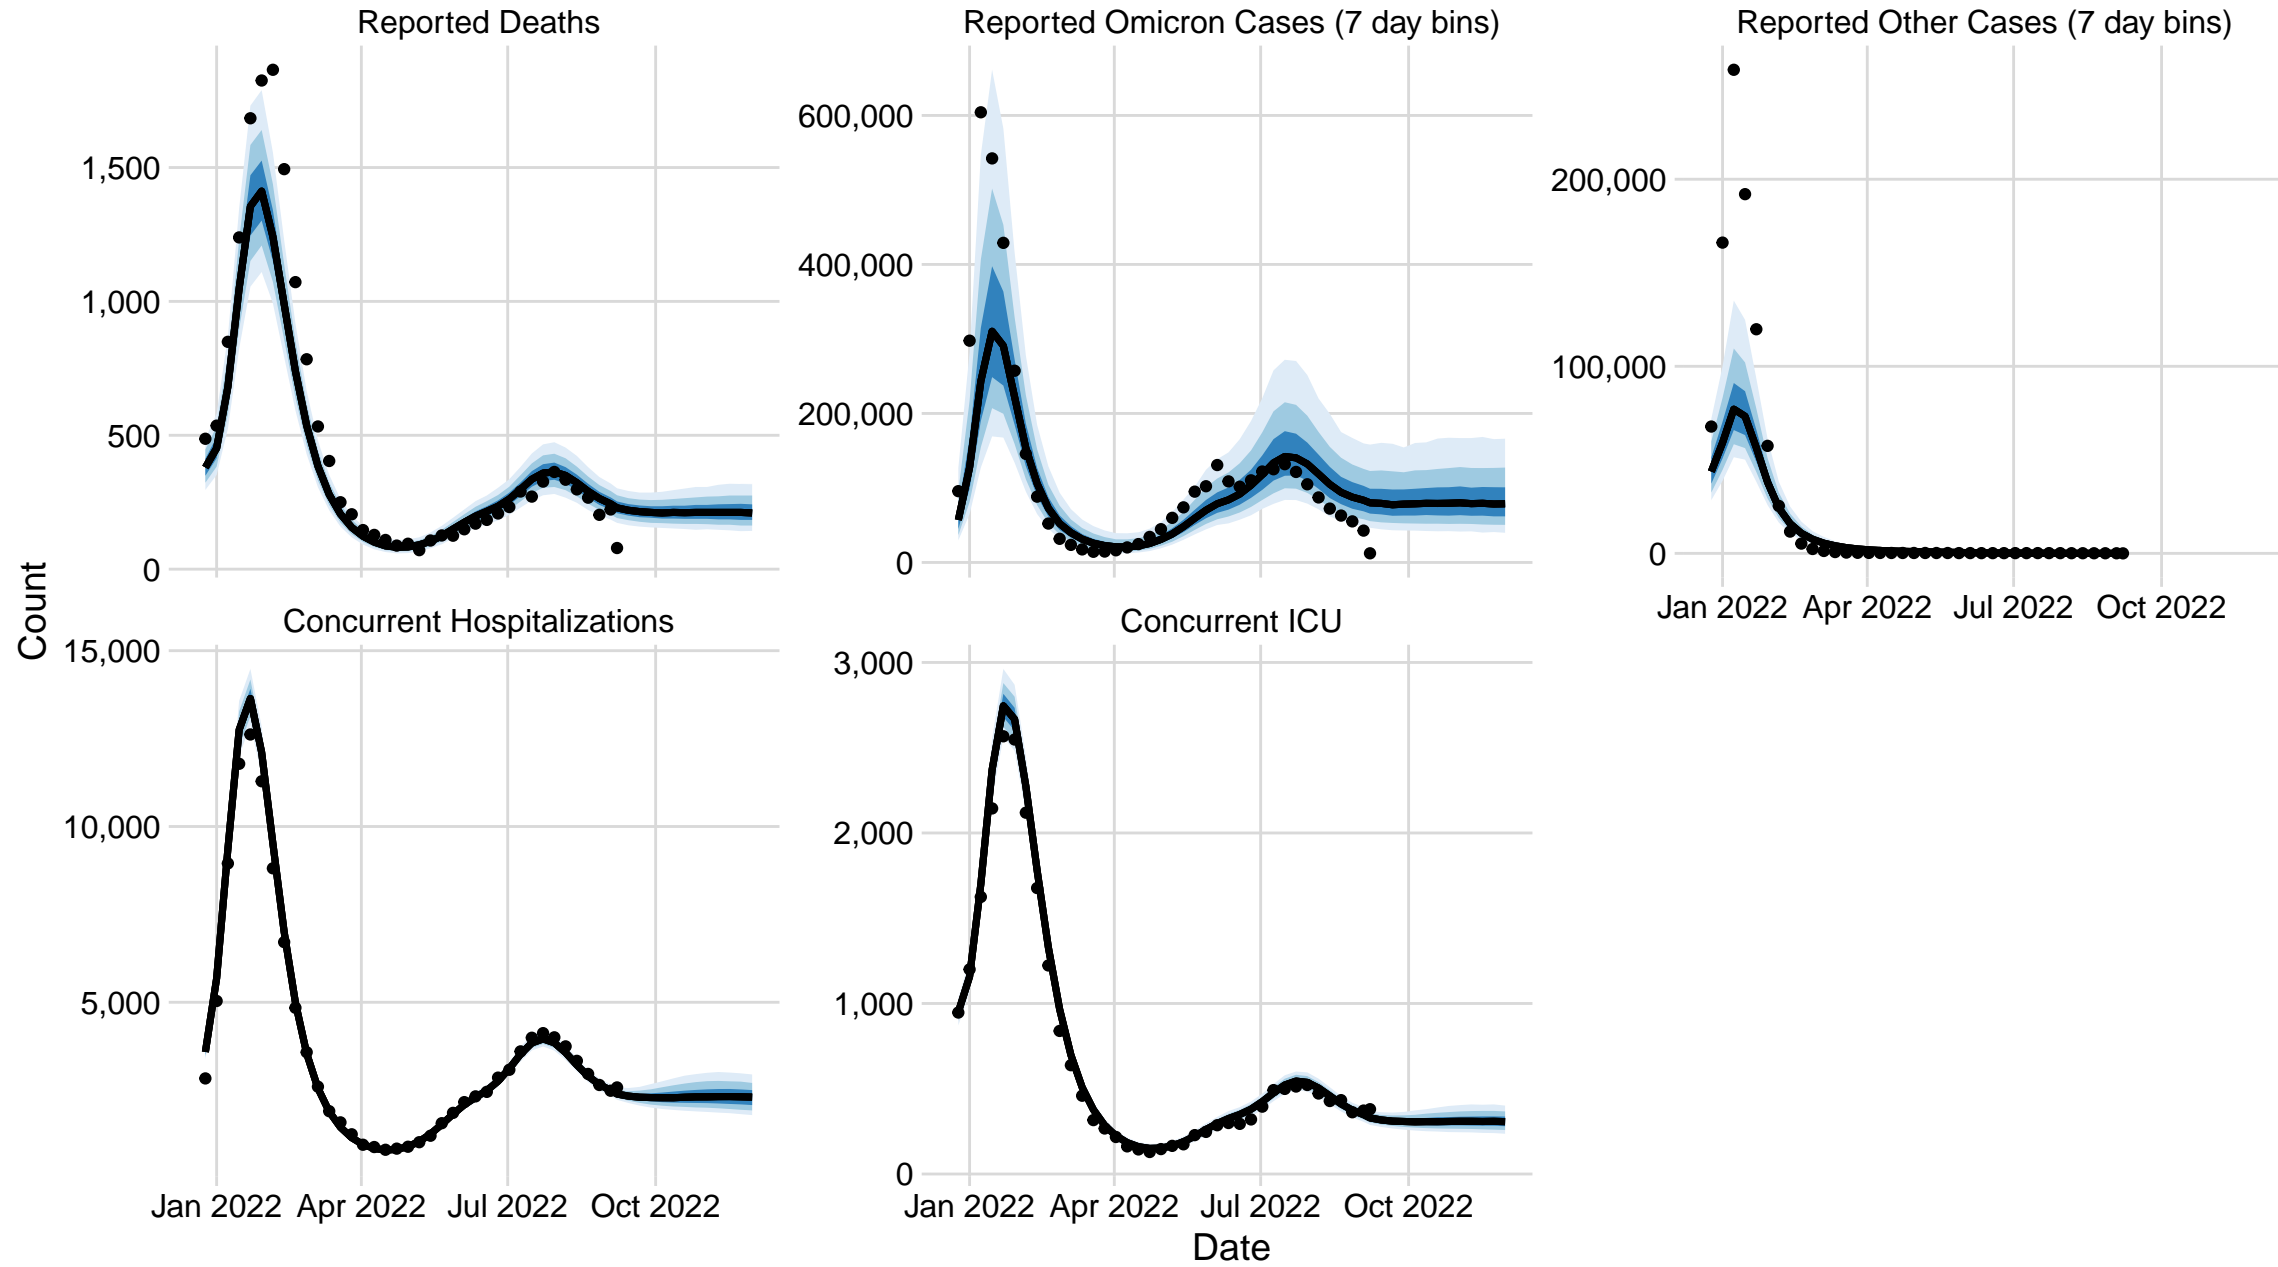 Count
Reported Deaths
1,500
1,000
500
0
Reported Omicron Cases (7 day bins)
600,000
400,000
200,000
0
Reported Other Cases (7 day bins)
200,000
100,000
0
Jan 2022 Apr 2022 Jul 2022 Oct 2022
Concurrent Hospitalizations
15,000
10,000
5,000
Jan 2022 Apr 2022 Jul 2022 Oct 2022
Concurrent ICU
3,000
2,000
1,000
0
Jan 2022 Apr 2022 Jul 2022 Oct 2022
Date